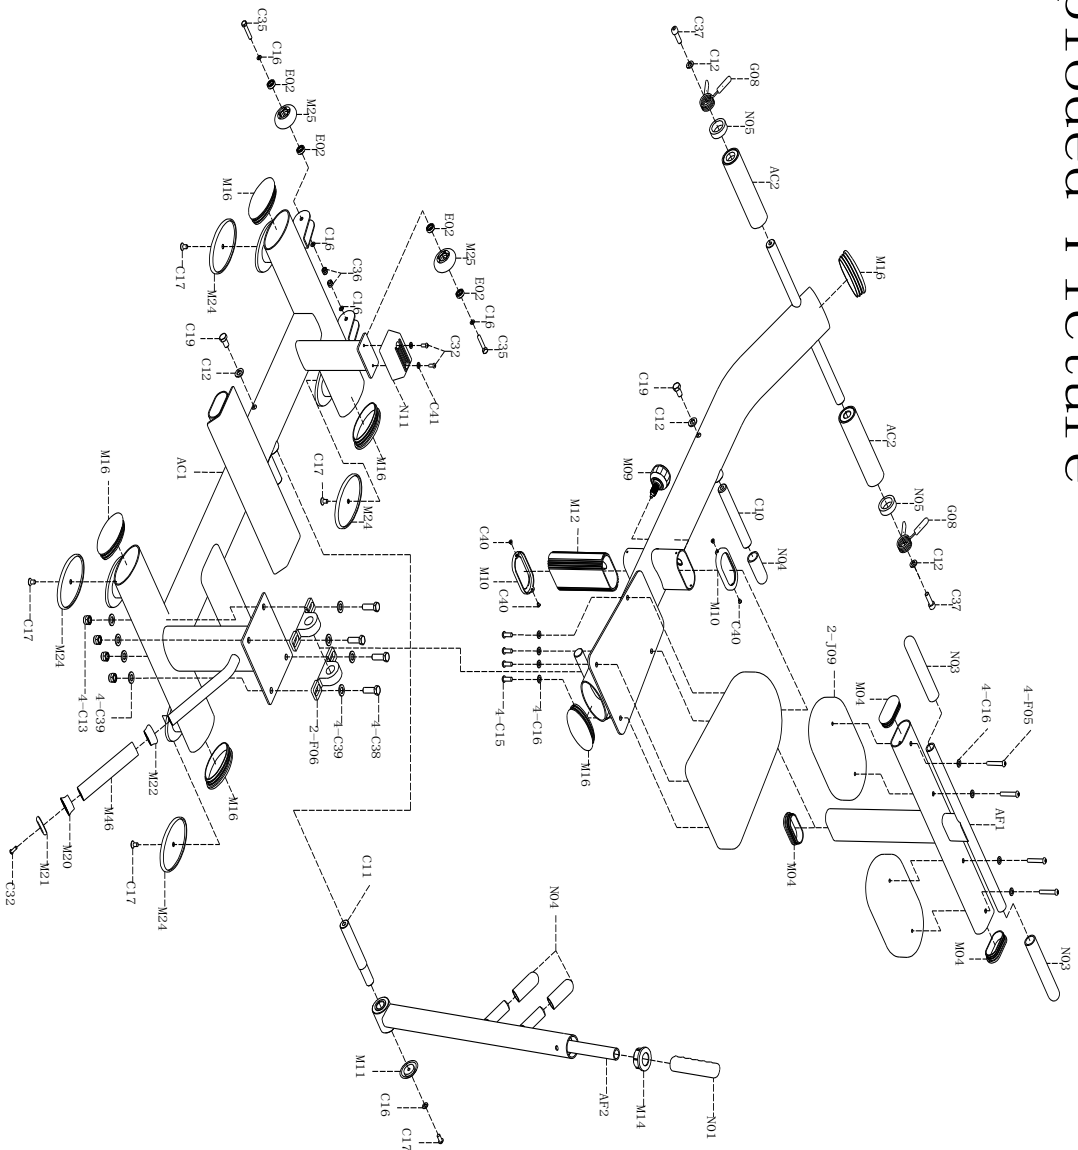 ploded Picture
C35
C16
E02
M25
E02
M16
C17
M24
C16
C36
C16
E02
M25
E02
C16
C35
C32
C41
N11
C19
C12
M16
M24
C17
AC1
M16
C17
M24
4-C13
4-C39
M22
M46
M20
M21
C32
C17
M24
M16
2-F06
4-C39
4-C38
C37
C12
G08
N05
AC2
M16
AC2
N05
G08
C12
C37
C19
C12
M09
C10
N04
M12
C40
M10
C40
M10
C40
4-C15
4-C16
M16
2-J09
N03
M04
4-C16
4-F05
AF1
M04
M04
N03
C11
N04
M11
C16
C17
AF2
M14
N01